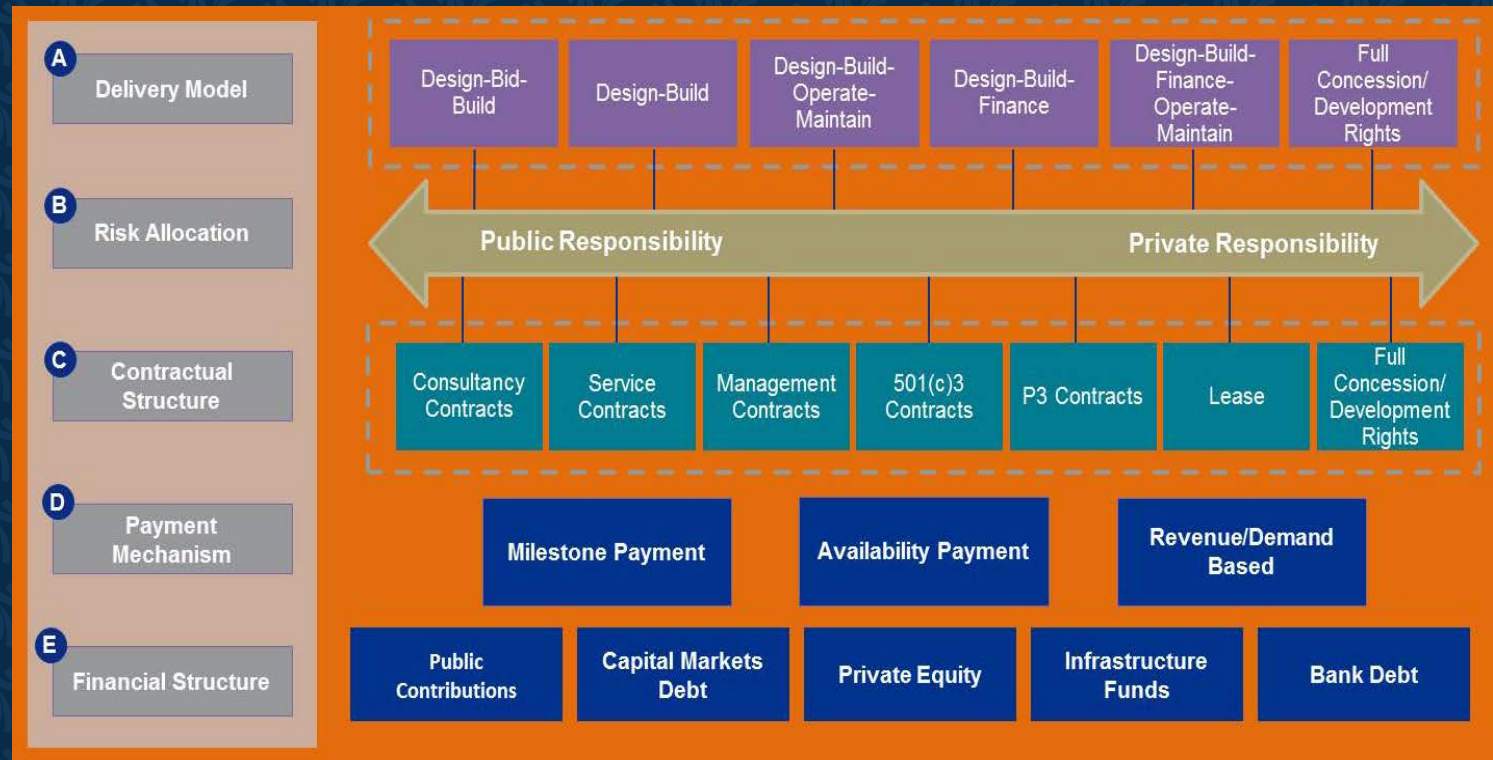 A
Delivery Model
Design-Bid-
Build
Design-Build
Design-Build-
Operate-
Maintain
Design-Build-
Finance
Design-Build-
Finance-
Operate-
Maintain
Full
Concession/
Development
Rights
B
Risk Allocation
Public Responsibility
Private Responsibility
C
Contractual
Structure
Consultancy
Contracts
Service
Contracts
Management
Contracts
501(c)3
Contracts
P3 Contracts
Lease
Full
Concession/
Development
Rights
D
Payment
Mechanism
Milestone Payment
Availability Payment
Revenue/Demand
Based
E
Financial Structure
Public
Contributions
Capital Markets
Debt
Private Equity
Infrastructure
Funds
Bank Debt